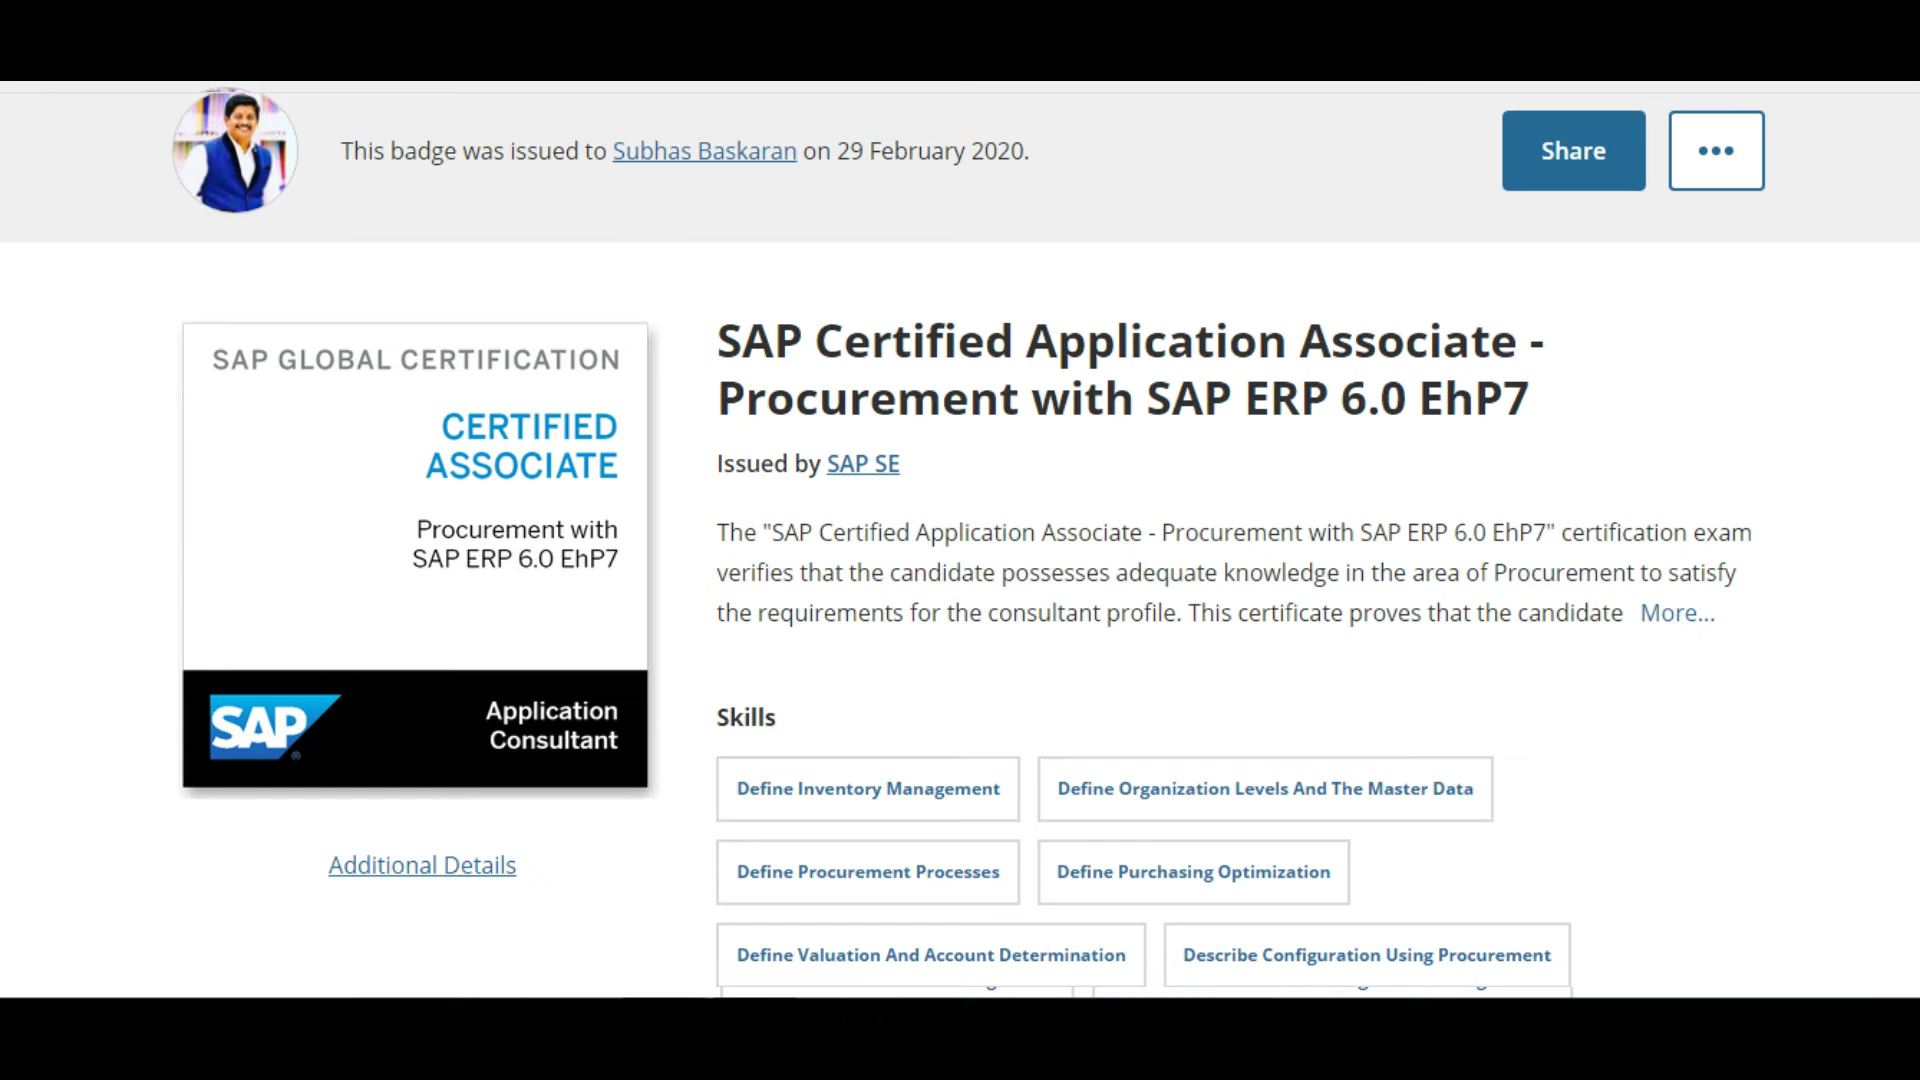 This badge was issued to Subhas Baskaran on 29 February 2020.
Share
SAP GLOBAL CERTIFICATION
CERTIFIED
ASSOCIATE
Procurement with
SAP ERP 6.0 EhP7
SAP
Application
Consultant
Additional Details
SAP Certified Application Associate -
Procurement with SAP ERP 6.0 EhP7
Issued by SAP SE
The "SAP Certified Application Associate - Procurement with SAP ERP 6.0 EhP7" certification exam
verifies that the candidate possesses adequate knowledge in the area of Procurement to satisfy
the requirements for the consultant profile. This certificate proves that the candidate More...
Skills
Define Inventory Management
Define Organization Levels And The Master Data
Define Procurement Processes
Define Purchasing Optimization
Define Valuation And Account Determination
Describe Configuration Using Procurement